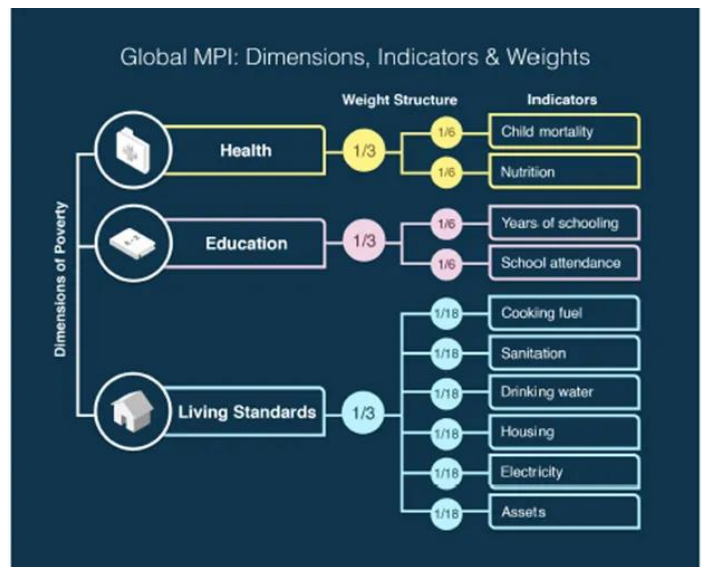 Global MPI: Dimensions, Indicators & Weights
Weight Structure
Indicators
Dimensions of Poverty
Health
1/3
1/6
Child mortality
1/6
Nutrition
Education
1/3
1/6
Years of schooling
1/6
School attendance
Living Standards
1/3
1/18
Cooking fuel
1/18
Sanitation
1/18
Drinking water
1/18
Housing
1/18
Electricity
1/18
Assets